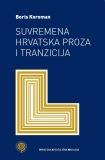 Boris Koroman
SUVREMENA
HRVATSKA PROZA
I TRANZICIJA